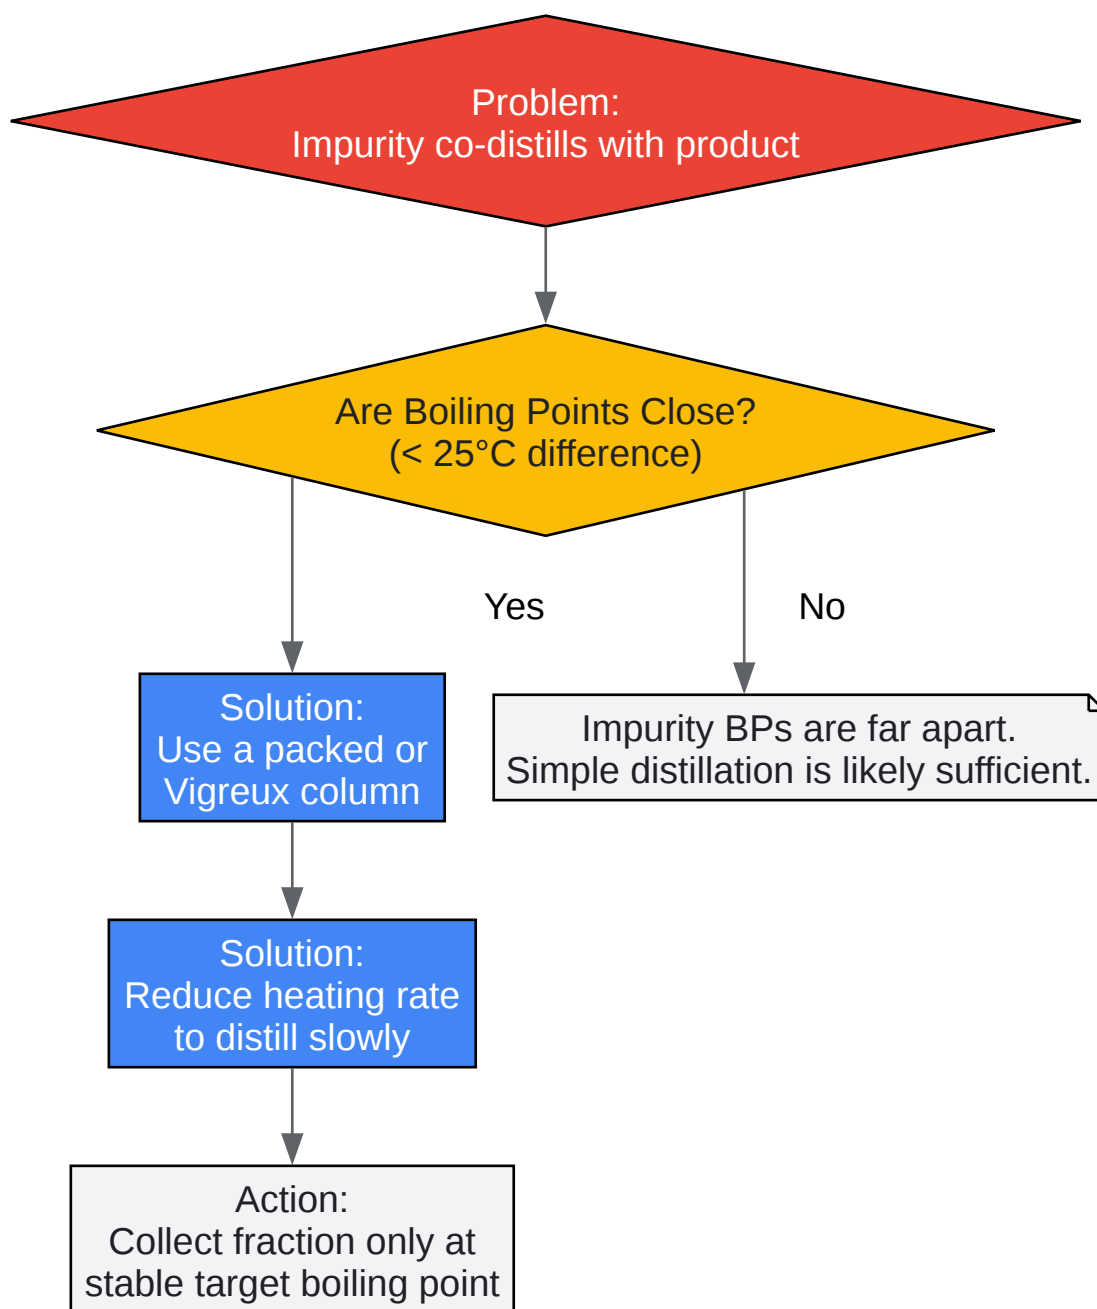 Problem:
Impurity co-distills with product
Are Boiling Points Close?
(< 25°C difference)
Yes
No
Solution:
Use a packed or
Vigreux column
Impurity BPs are far apart.
Simple distillation is likely sufficient.
Solution:
Reduce heating rate
to distill slowly
Action:
Collect fraction only at
stable target boiling point